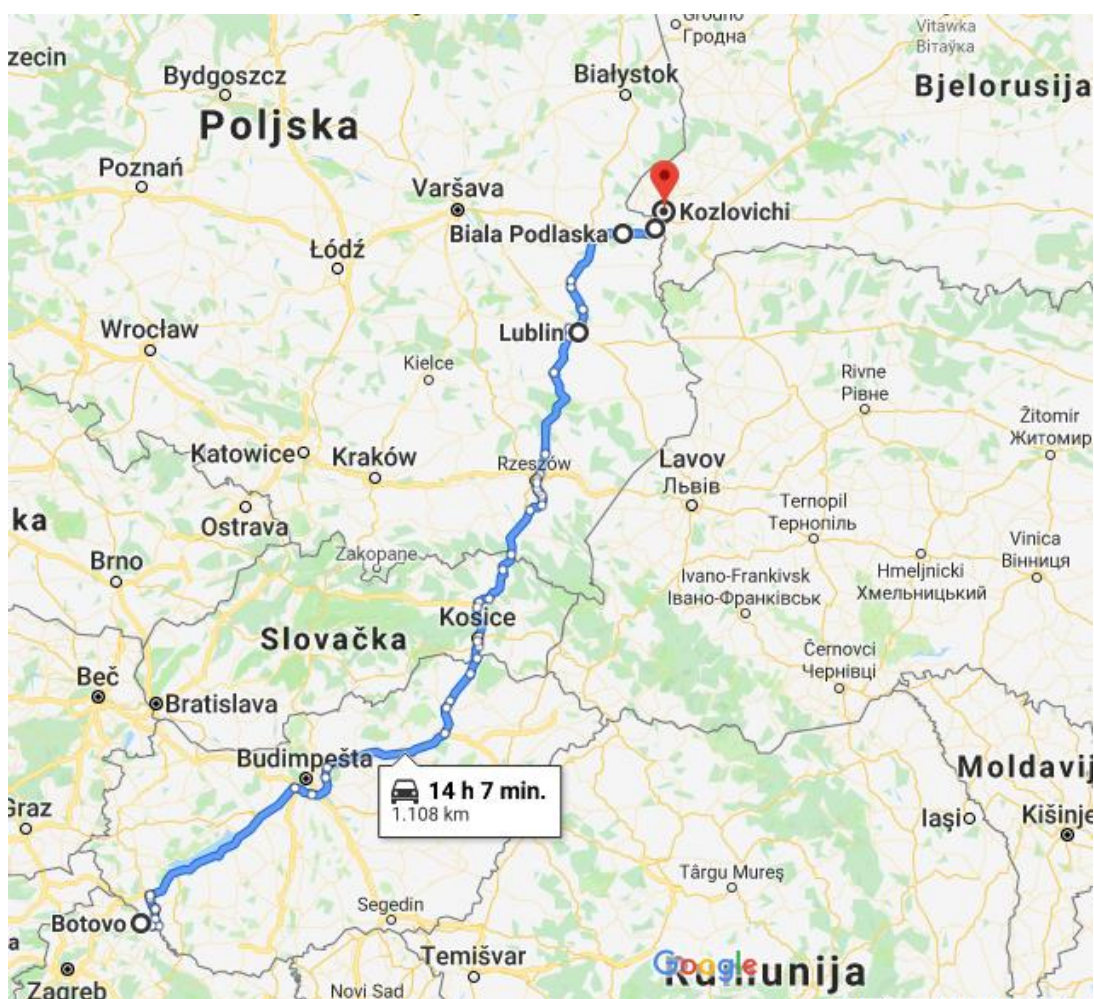 Grodno
Гродна
Vitawka
Вітаўка
zecin
Bydgoszcz
Białystok
Bjelorusija
Poljska
Poznań
Varšava
Kozlovichi
Biala Podlaska
Łódź
Wrocław
Lublin
Kielce
Rivne
Рівне
Žitomir
Житомир
Katowice
Kraków
Rzeszów
Lavov
Львів
Ostrava
Ternopil
Тернопіль
ka
Vinica
Вінниця
Brno
Zakopane
Ivano-Frankivsk
Івано-Франківськ
Hmeljnicki
Хмельницький
Košice
Slovačka
Černovci
Чернівці
Beč
Bratislava
Budimpešta
Moldavij
14 h 7 min.
1.108 km
Graz
Iași
Kišinje
Târgu Mureș
Botovo
Segedin
a
Temišvar
Google
Zagreb
Novi Sad